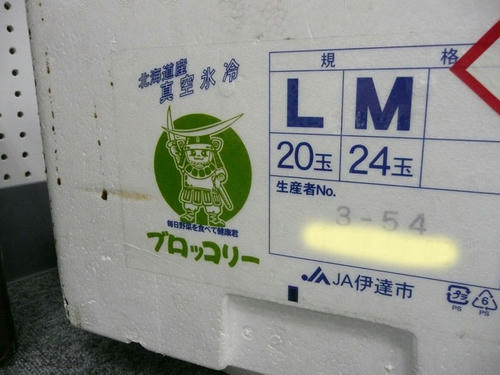 北海道産
真空氷冷
規格
L M
20玉 24玉
生産者No.
3-54
毎日野菜を食べて健康君
ブロッコリー
JA伊達市
プラ
PS
6
PS